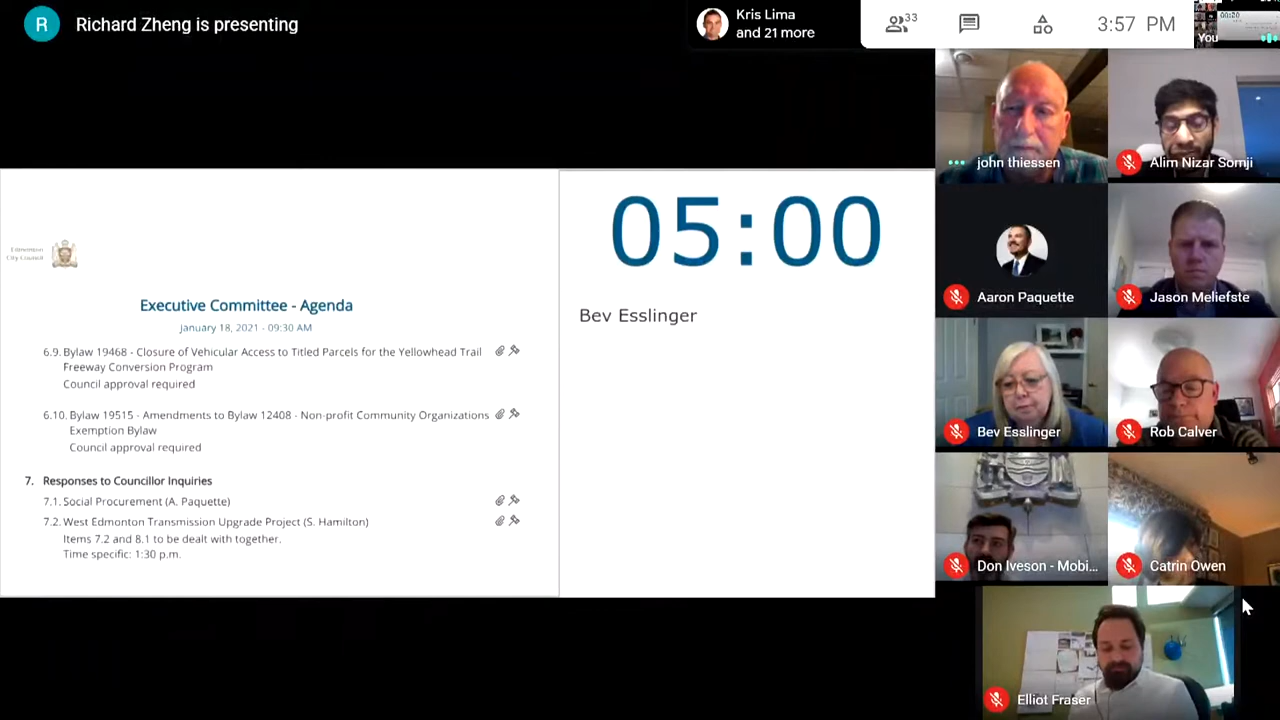 R
Richard Zheng is presenting
Kris Lima
and 21 more
33
3:57 PM
00:20
You
Edmonton
City Council
Executive Committee - Agenda
January 18, 2021 - 09:30 AM
6.9. Bylaw 19468 - Closure of Vehicular Access to Titled Parcels for the Yellowhead Trail
Freeway Conversion Program
Council approval required
6.10. Bylaw 19515 - Amendments to Bylaw 12408 - Non-profit Community Organizations
Exemption Bylaw
Council approval required
7. Responses to Councillor Inquiries
7.1. Social Procurement (A. Paquette)
7.2. West Edmonton Transmission Upgrade Project (S. Hamilton)
Items 7.2 and 8.1 to be dealt with together.
Time specific: 1:30 p.m.
05:00
Bev Esslinger
john thiessen
Alim Nizar Somji
Aaron Paquette
Jason Meliefste
Bev Esslinger
Rob Calver
Don Iveson - Mobi...
Catrin Owen
Elliot Fraser